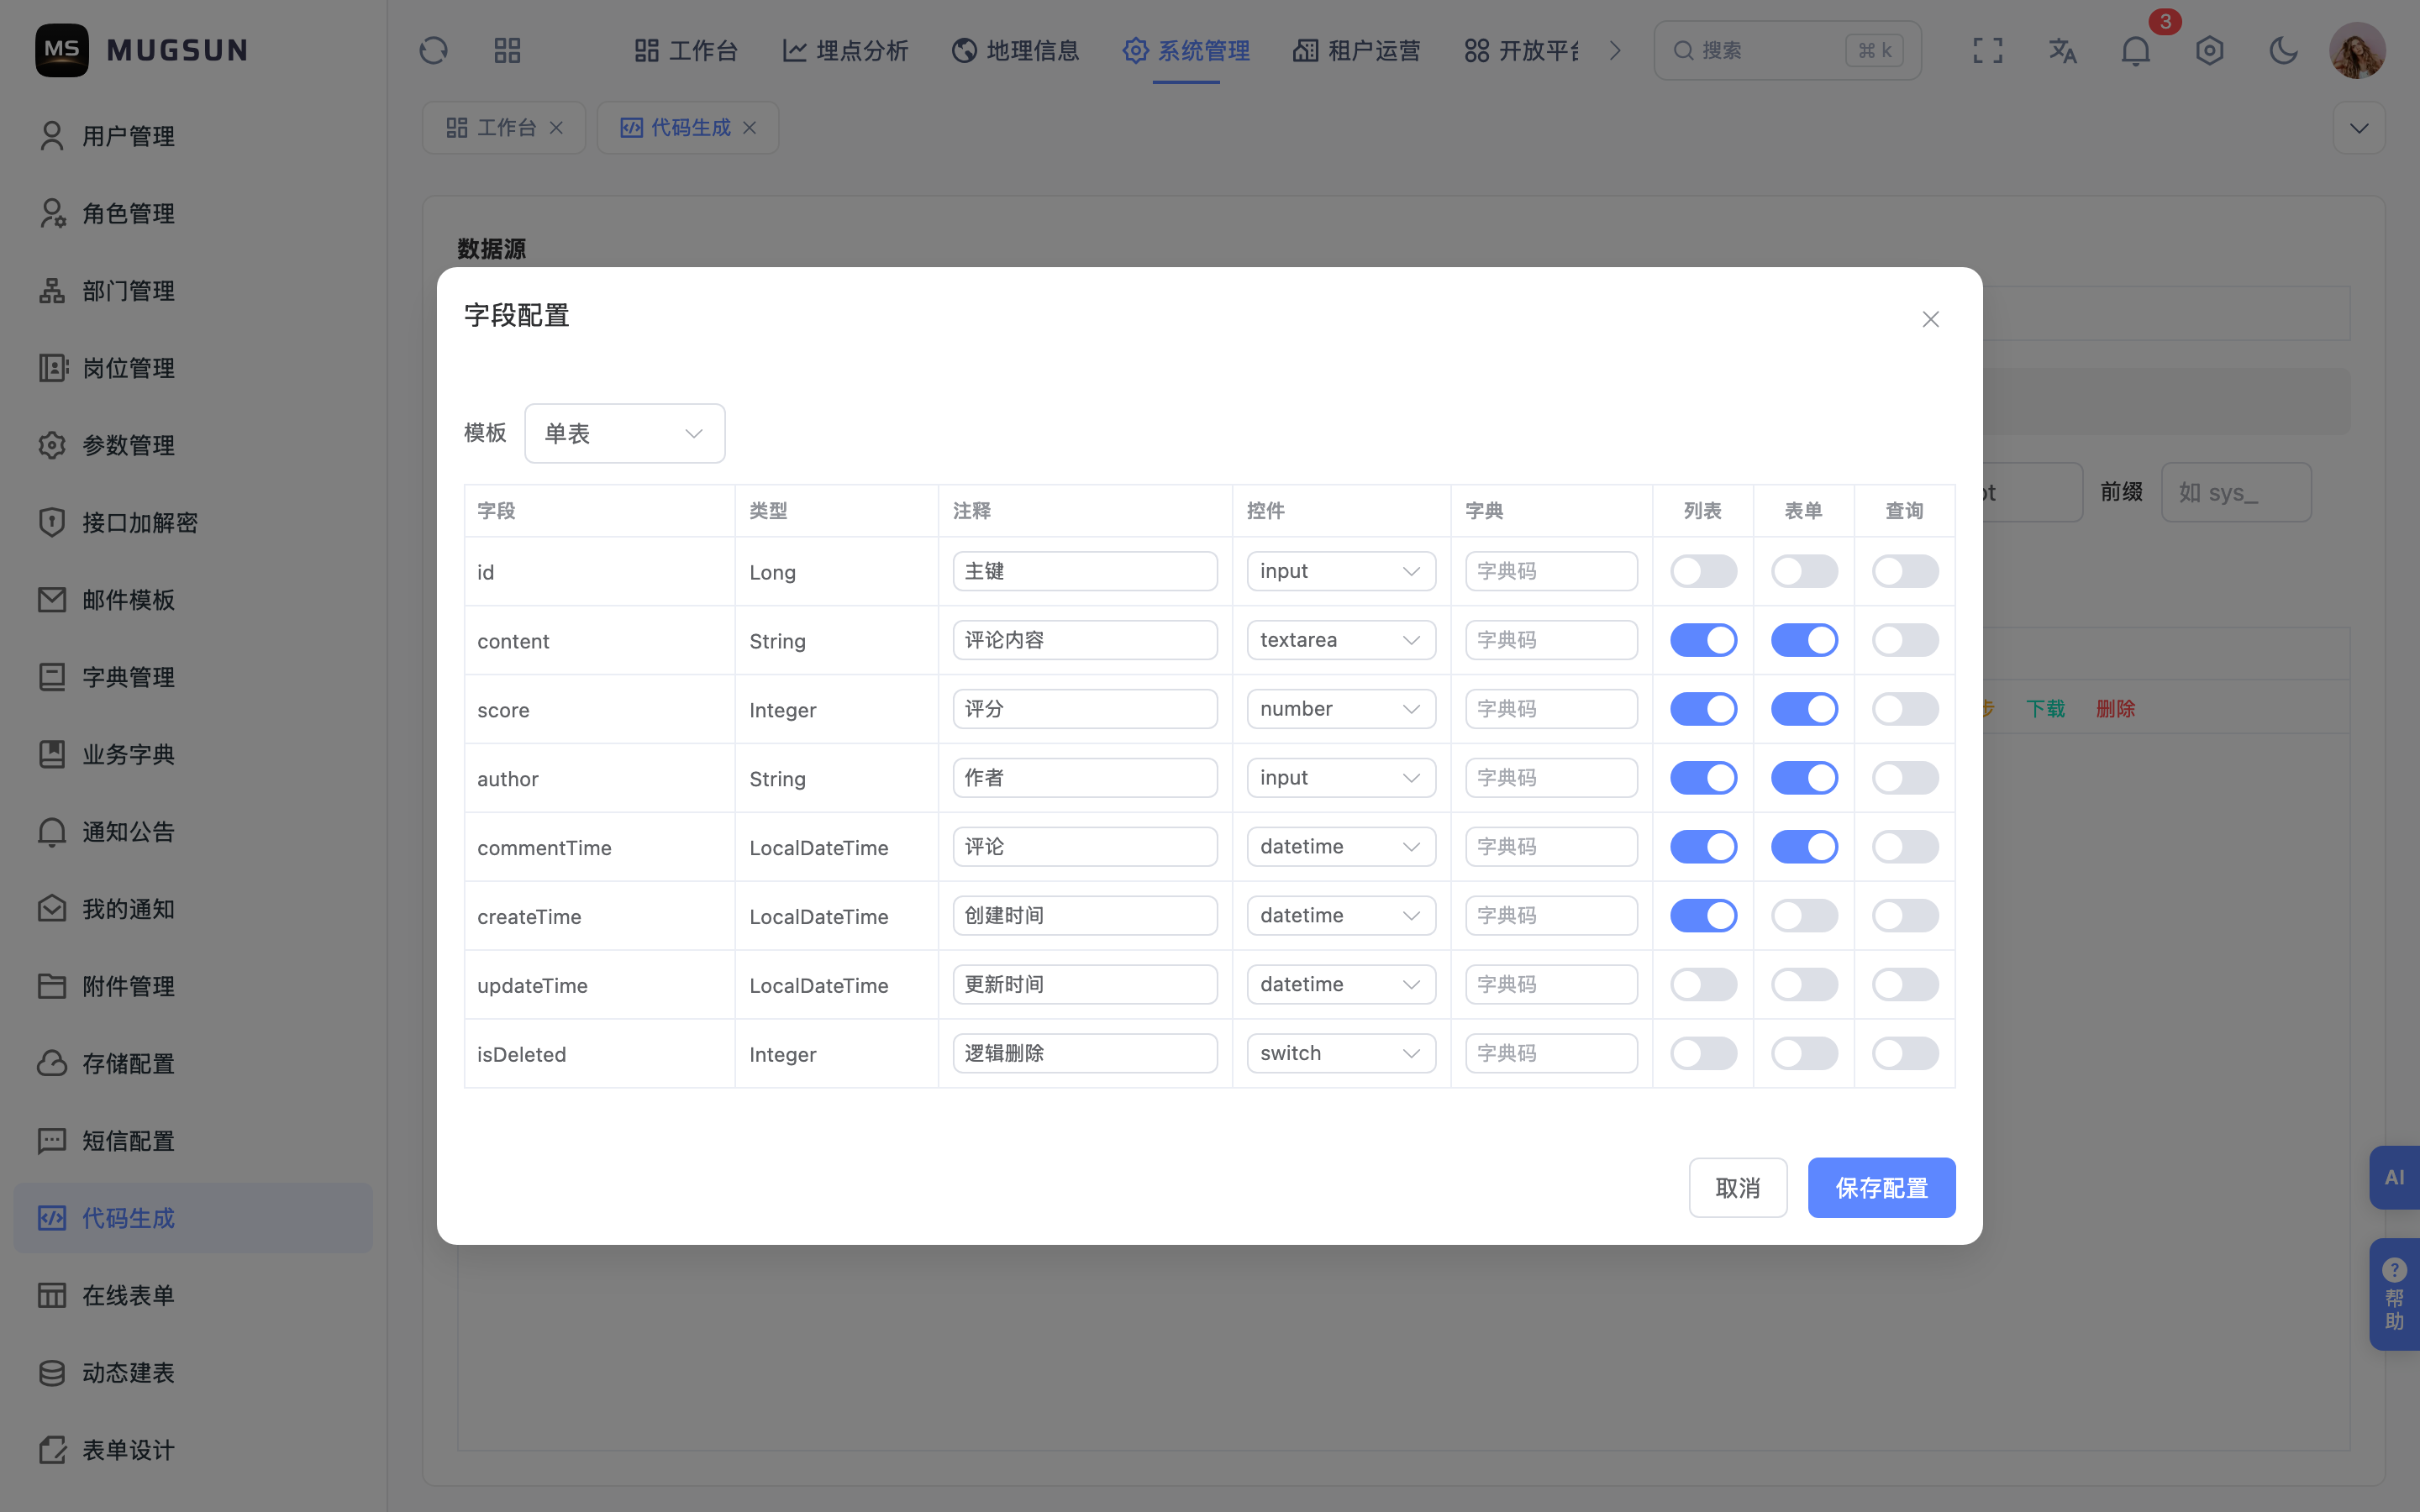 MS MUGSUN
工作台 埋点分析 地理信息 系统管理 租户运营 开放平台 搜索 ⌘ k 3
工作台 代码生成
用户管理
角色管理
部门管理
岗位管理
参数管理
接口加解密
邮件模板
字典管理
业务字典
通知公告
我的通知
附件管理
存储配置
短信配置
代码生成
在线表单
动态建表
表单设计
数据源
前缀 如 sys_
下载 删除
字段配置
模板 单表
字段 类型 注释 控件 字典 列表 表单 查询
id Long 主键 input 字典码
content String 评论内容 textarea 字典码
score Integer 评分 number 字典码
author String 作者 input 字典码
commentTime LocalDateTime 评论 datetime 字典码
createTime LocalDateTime 创建时间 datetime 字典码
updateTime LocalDateTime 更新时间 datetime 字典码
isDeleted Integer 逻辑删除 switch 字典码
取消 保存配置
AI
?
帮
助